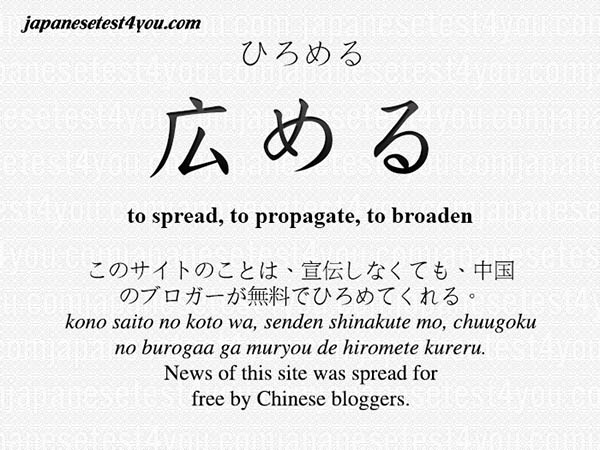 japanesetest4you.com
ひろめる
広める
to spread, to propagate, to broaden
このサイトのことは、宣伝しなくても、中国
のブロガーが無料でひろめてくれる。
kono saito no koto wa, senden shinakute mo, chuugoku
no burogaa ga muryou de hiromete kureru.
News of this site was spread for
free by Chinese bloggers.